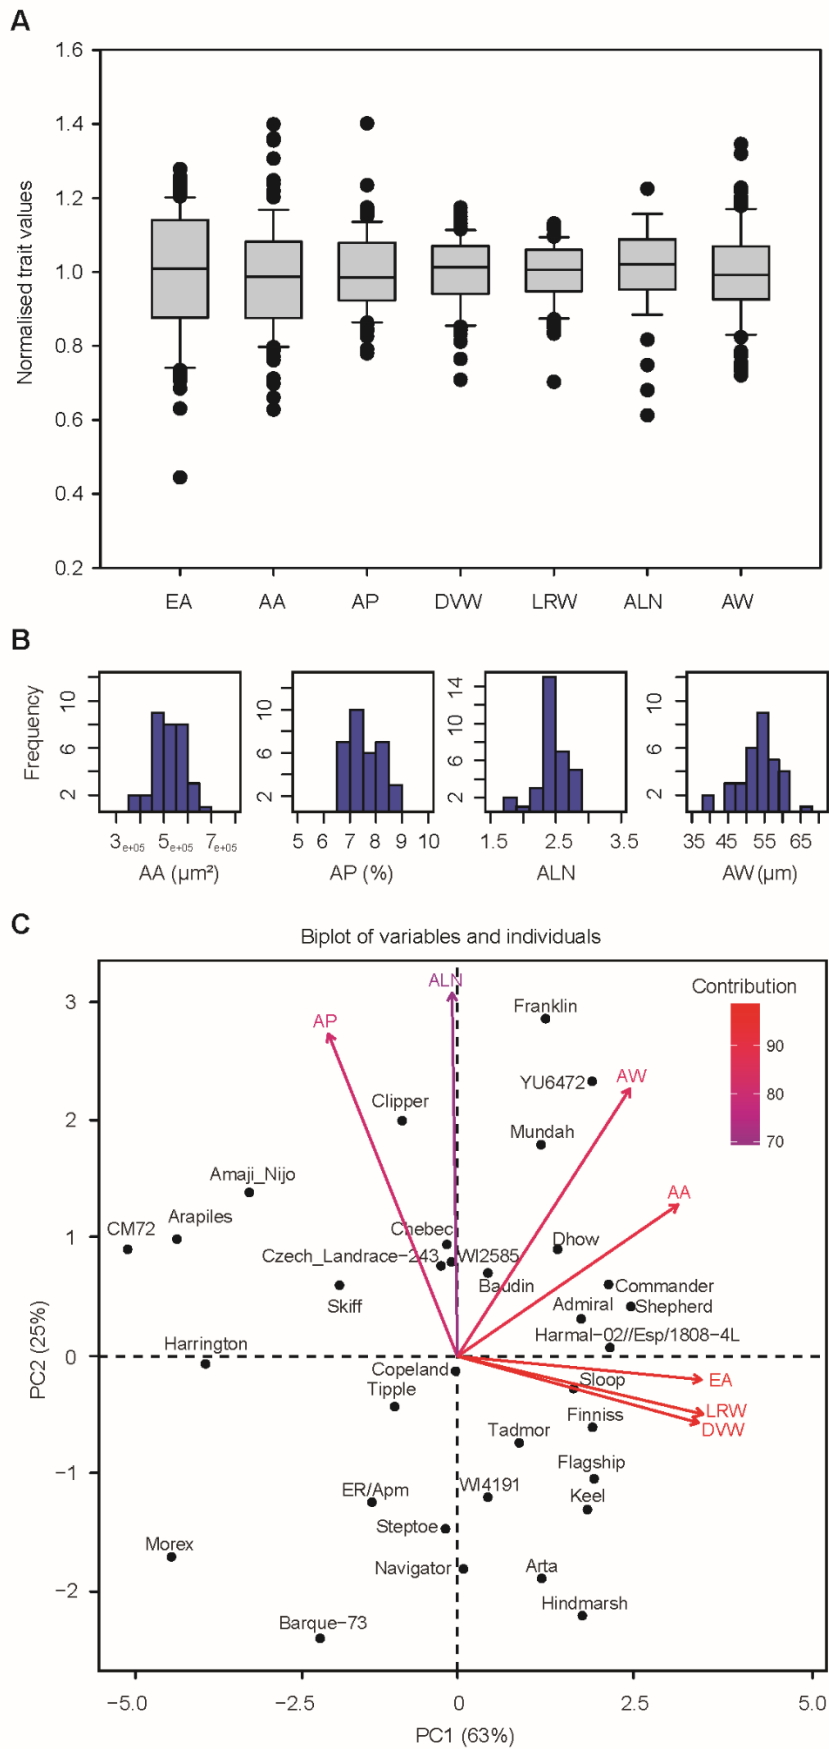 A
1.6
1.4
1.2
1.0
0.8
0.6
0.4
0.2
Normalised trait values
EA AA AP DVW LRW ALN AW
B
Frequency
10
6
2
3e+05 5e+05 7e+05
AA (µm²)
10
6
2
5 6 7 8 9 10
AP (%)
14
10
6
2
1.5 2.5 3.5
ALN
10
6
2
35 45 55 65
AW (µm)
C
Biplot of variables and individuals
Contribution
90
80
70
3
2
1
0
−1
−2
PC2 (25%)
ALN
Franklin
AP
YU6472
AW
Clipper
Mundah
Amaji_Nijo
AA
Arapiles
CM72
Chebec
Dhow
Czech_Landrace−243
WI2585
Baudin
Commander
Skiff
Admiral
Shepherd
Harmal−02//Esp/1808−4L
Harrington
Copeland
Sloop
EA
Tipple
Finniss
LRW
DVW
Tadmor
Flagship
ER/Apm
WI4191
Keel
Steptoe
Morex
Navigator
Arta
Hindmarsh
Barque−73
−5.0 −2.5 0 2.5 5.0
PC1 (63%)